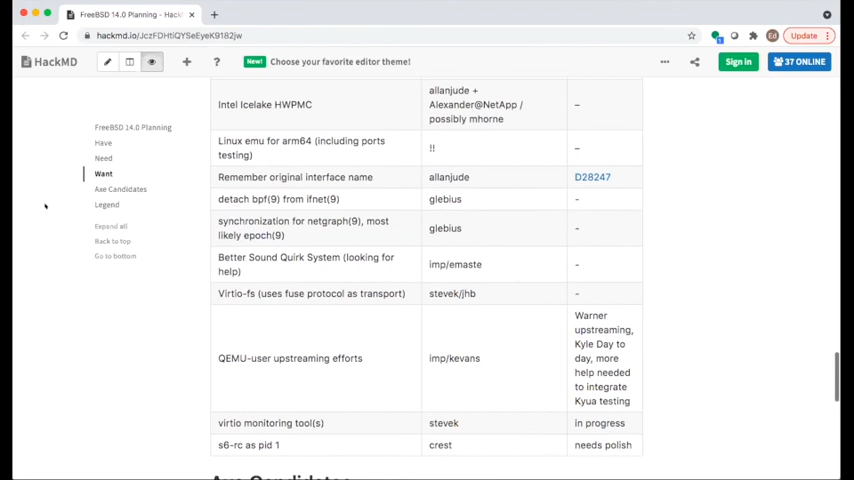 FreeBSD 14.0 Planning - HackM
hackmd.io/JczFDHtiQYSeEyeK9182jw
Ed
Update
HackMD
New! Choose your favorite editor theme!
Sign in
37 ONLINE
FreeBSD 14.0 Planning
Have
Need
Want
Axe Candidates
Legend
Expand all
Back to top
Go to bottom
Intel Icelake HWPMC
allanjude +
Alexander@NetApp /
possibly mhorne
–
Linux emu for arm64 (including ports
testing)
!!
–
Remember original interface name
allanjude
D28247
detach bpf(9) from ifnet(9)
glebius
-
synchronization for netgraph(9), most
likely epoch(9)
glebius
-
Better Sound Quirk System (looking for
help)
imp/emaste
-
Virtio-fs (uses fuse protocol as transport)
stevek/jhb
-
QEMU-user upstreaming efforts
imp/kevans
Warner
upstreaming,
Kyle Day to
day, more
help needed
to integrate
Kyua testing
virtio monitoring tool(s)
stevek
in progress
s6-rc as pid 1
crest
needs polish
Axe Candidates